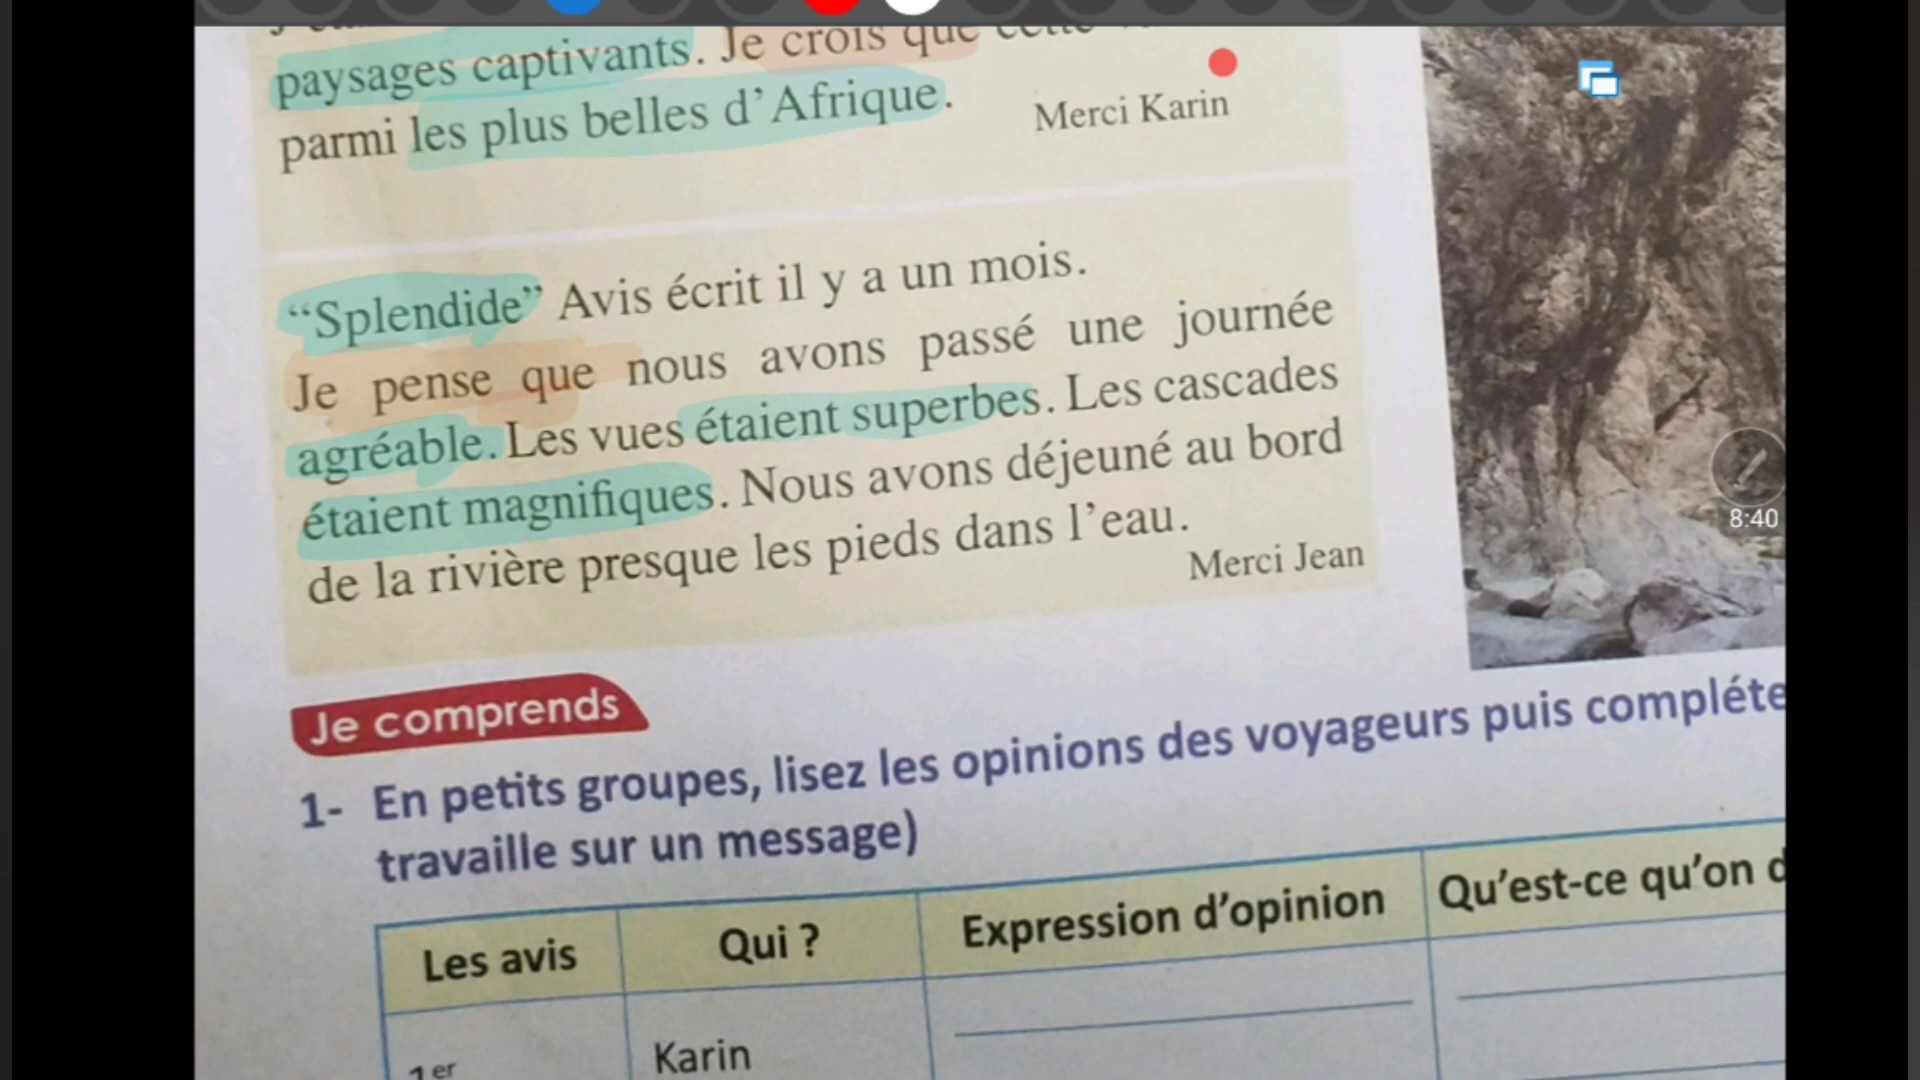 paysages captivants. Je crois que cette
parmi les plus belles d’Afrique.
Merci Karin
“Splendide” Avis écrit il y a un mois.
Je pense que nous avons passé une journée
agréable. Les vues étaient superbes. Les cascades
étaient magnifiques. Nous avons déjeuné au bord
de la rivière presque les pieds dans l’eau.
Merci Jean
8:40
Je comprends
1- En petits groupes, lisez les opinions des voyageurs puis compléte
travaille sur un message)
Les avis
Qui ?
Expression d’opinion
Qu’est-ce qu’on d
1er
Karin